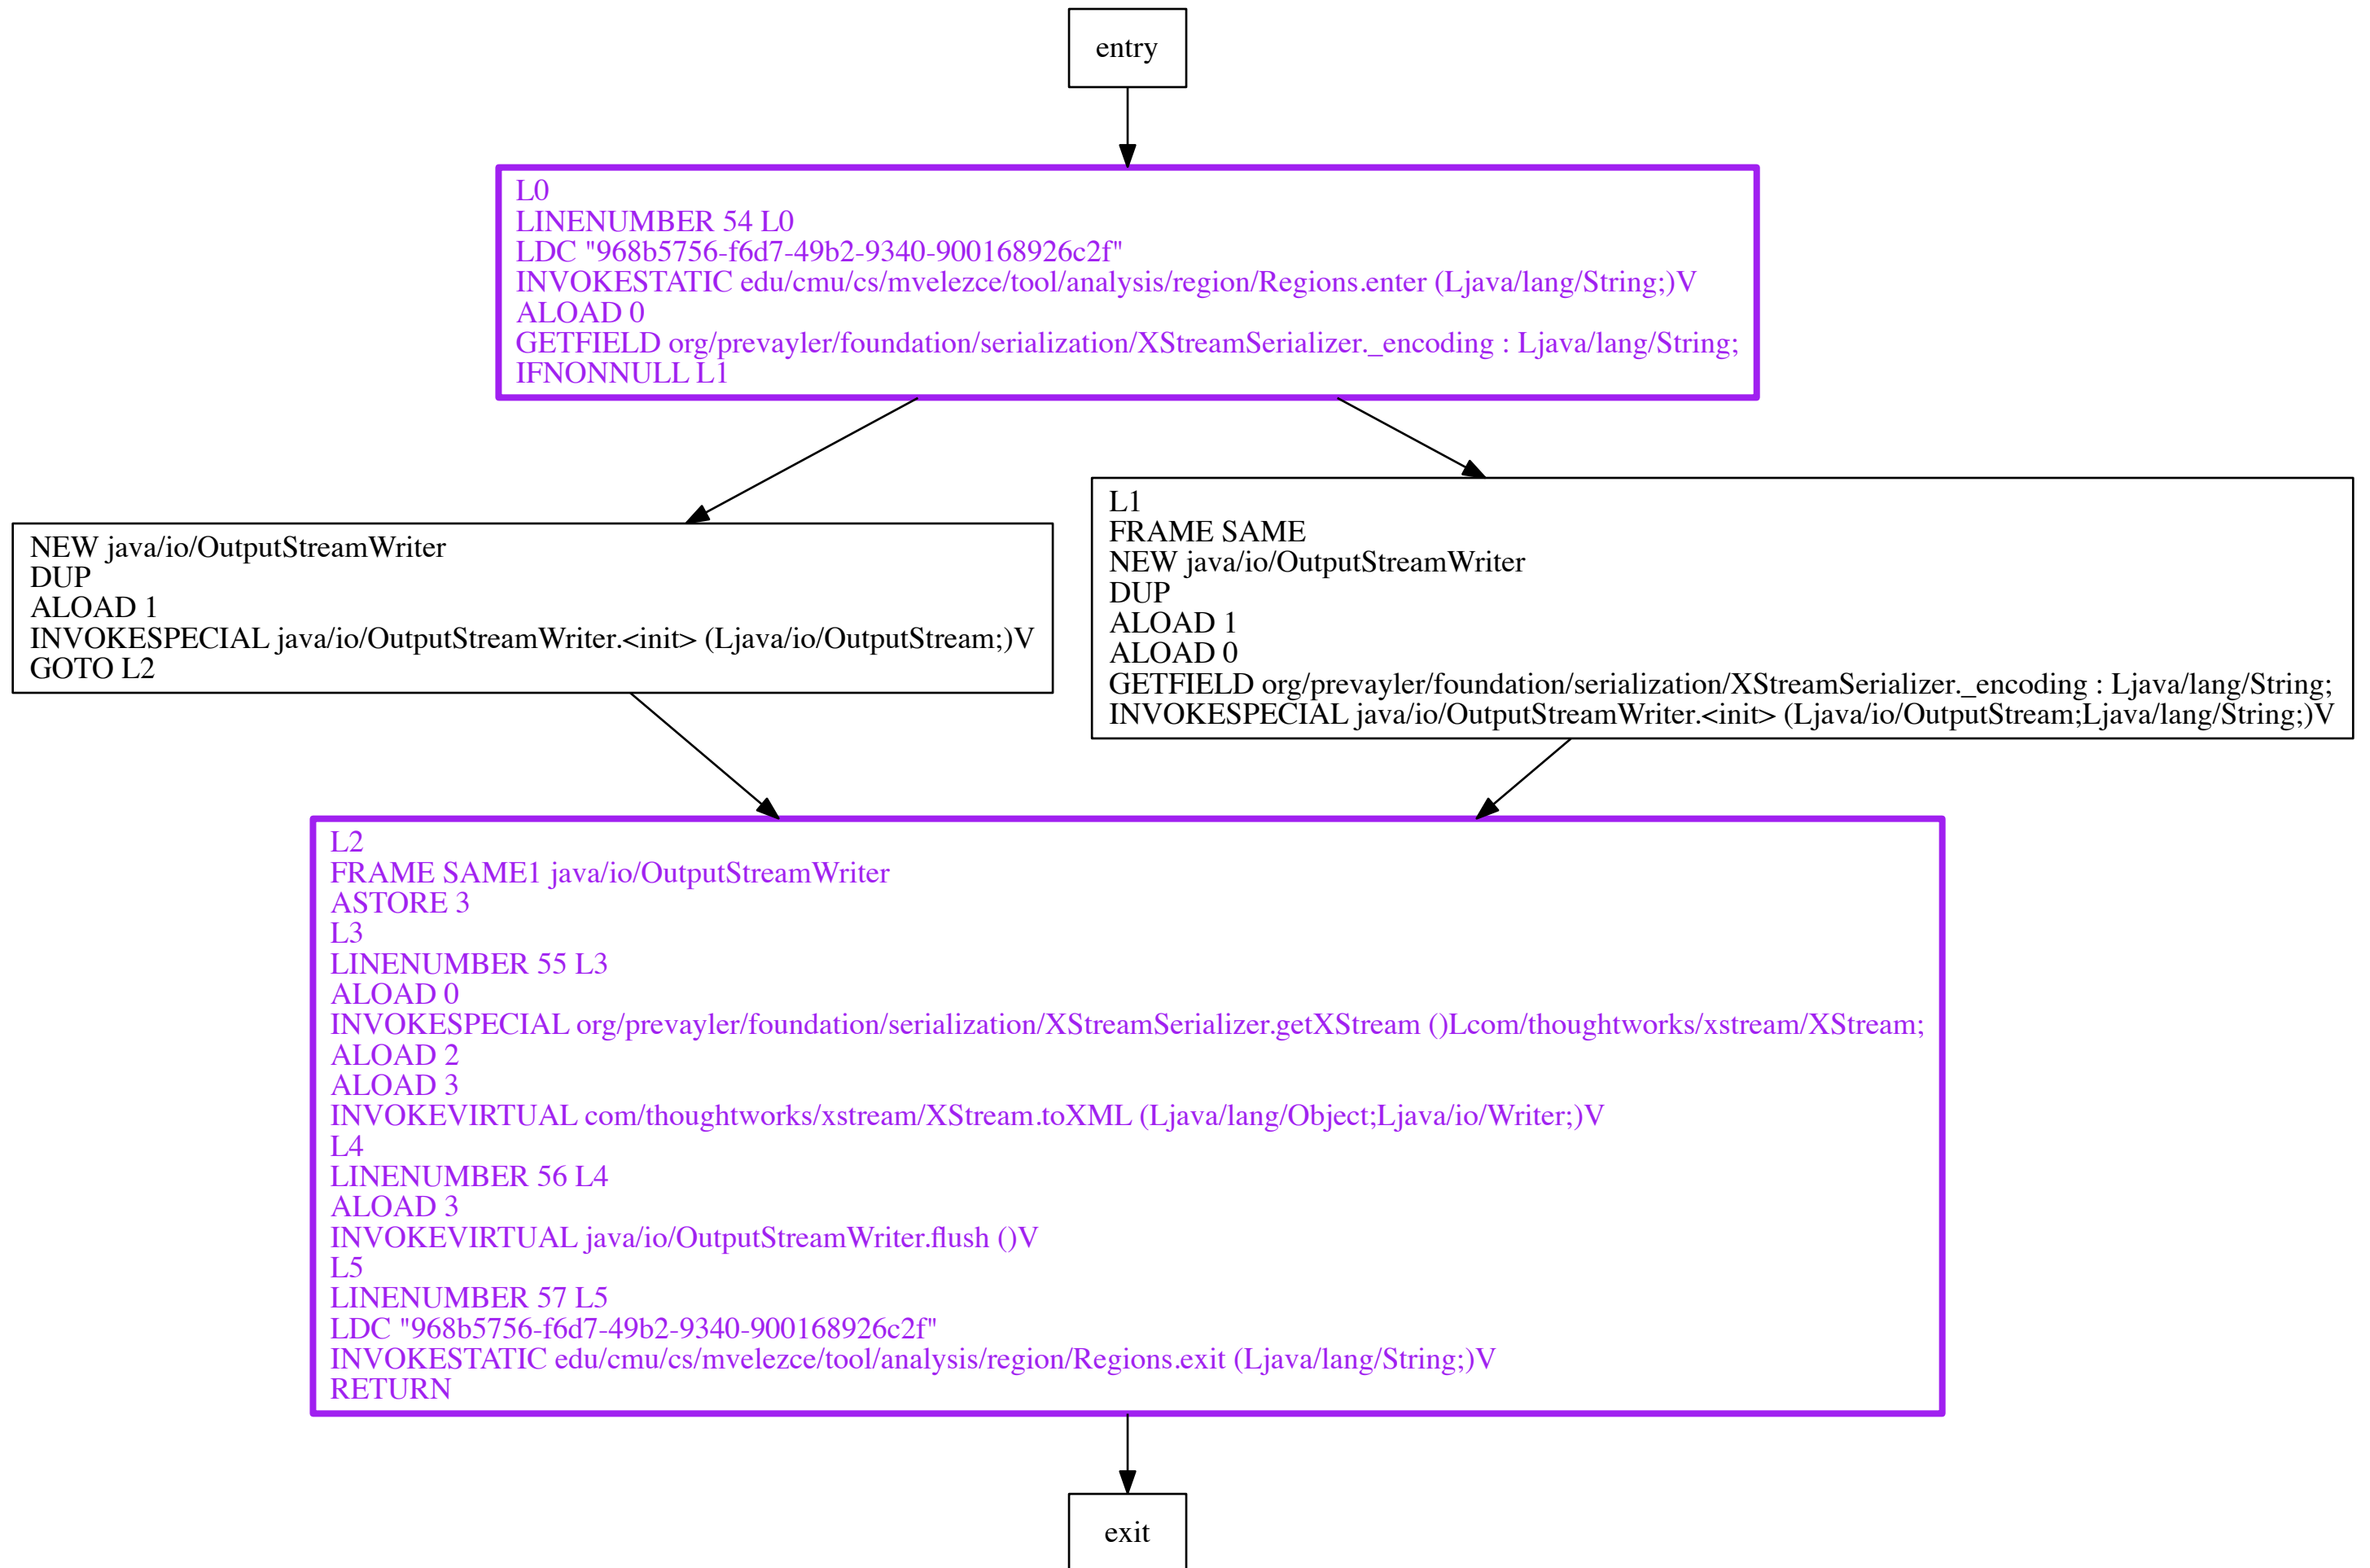 entry
L0
LINENUMBER 54 L0
LDC "968b5756-f6d7-49b2-9340-900168926c2f"
INVOKESTATIC edu/cmu/cs/mvelezce/tool/analysis/region/Regions.enter (Ljava/lang/String;)V
ALOAD 0
GETFIELD org/prevayler/foundation/serialization/XStreamSerializer._encoding : Ljava/lang/String;
IFNONNULL L1
NEW java/io/OutputStreamWriter
DUP
ALOAD 1
INVOKESPECIAL java/io/OutputStreamWriter.<init> (Ljava/io/OutputStream;)V
GOTO L2
L1
FRAME SAME
NEW java/io/OutputStreamWriter
DUP
ALOAD 1
ALOAD 0
GETFIELD org/prevayler/foundation/serialization/XStreamSerializer._encoding : Ljava/lang/String;
INVOKESPECIAL java/io/OutputStreamWriter.<init> (Ljava/io/OutputStream;Ljava/lang/String;)V
L2
FRAME SAME1 java/io/OutputStreamWriter
ASTORE 3
L3
LINENUMBER 55 L3
ALOAD 0
INVOKESPECIAL org/prevayler/foundation/serialization/XStreamSerializer.getXStream ()Lcom/thoughtworks/xstream/XStream;
ALOAD 2
ALOAD 3
INVOKEVIRTUAL com/thoughtworks/xstream/XStream.toXML (Ljava/lang/Object;Ljava/io/Writer;)V
L4
LINENUMBER 56 L4
ALOAD 3
INVOKEVIRTUAL java/io/OutputStreamWriter.flush ()V
L5
LINENUMBER 57 L5
LDC "968b5756-f6d7-49b2-9340-900168926c2f"
INVOKESTATIC edu/cmu/cs/mvelezce/tool/analysis/region/Regions.exit (Ljava/lang/String;)V
RETURN
exit